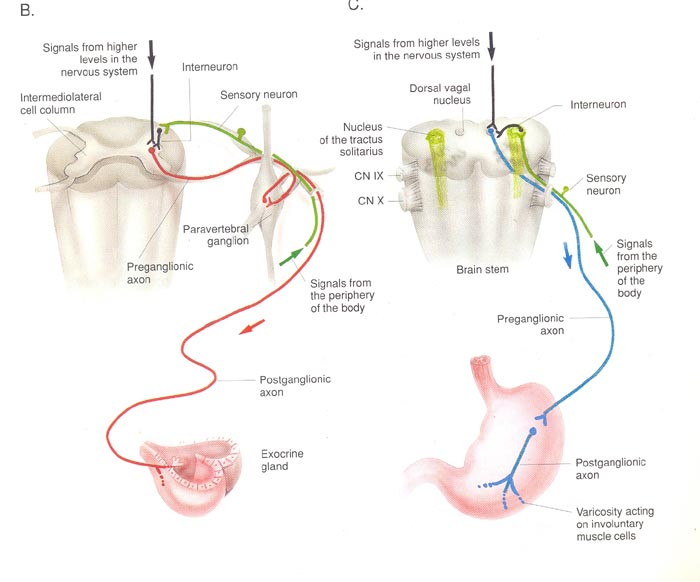 B.
Signals from higher
levels in the
nervous system
Interneuron
Sensory neuron
Intermediolateral
cell column
Paravertebral
ganglion
Preganglionic
axon
Signals from
the periphery
of the body
Postganglionic
axon
Exocrine
gland
C.
Signals from higher levels
in the nervous system
Dorsal vagal
nucleus
Interneuron
Nucleus
of the tractus
solitarius
CN IX
CN X
Sensory
neuron
Signals
from the
periphery
of the
body
Brain stem
Preganglionic
axon
Postganglionic
axon
Varicosity acting
on involuntary
muscle cells